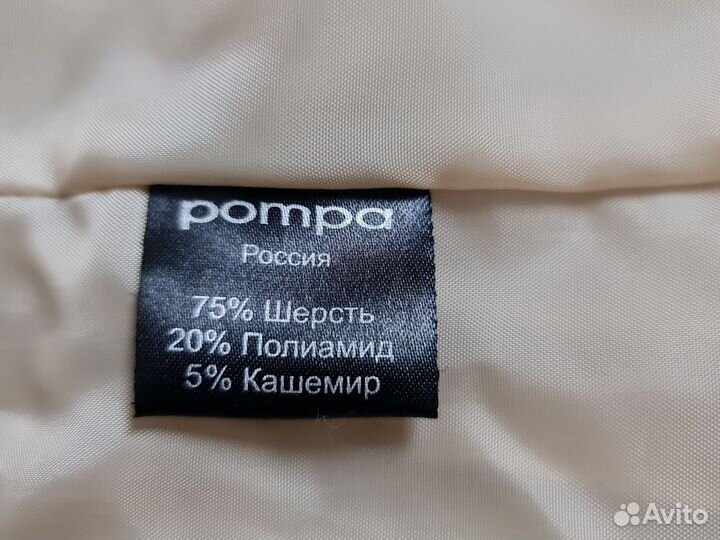 pompa
Россия
75% Шерсть
20% Полиамид
5% Кашемир
Avito